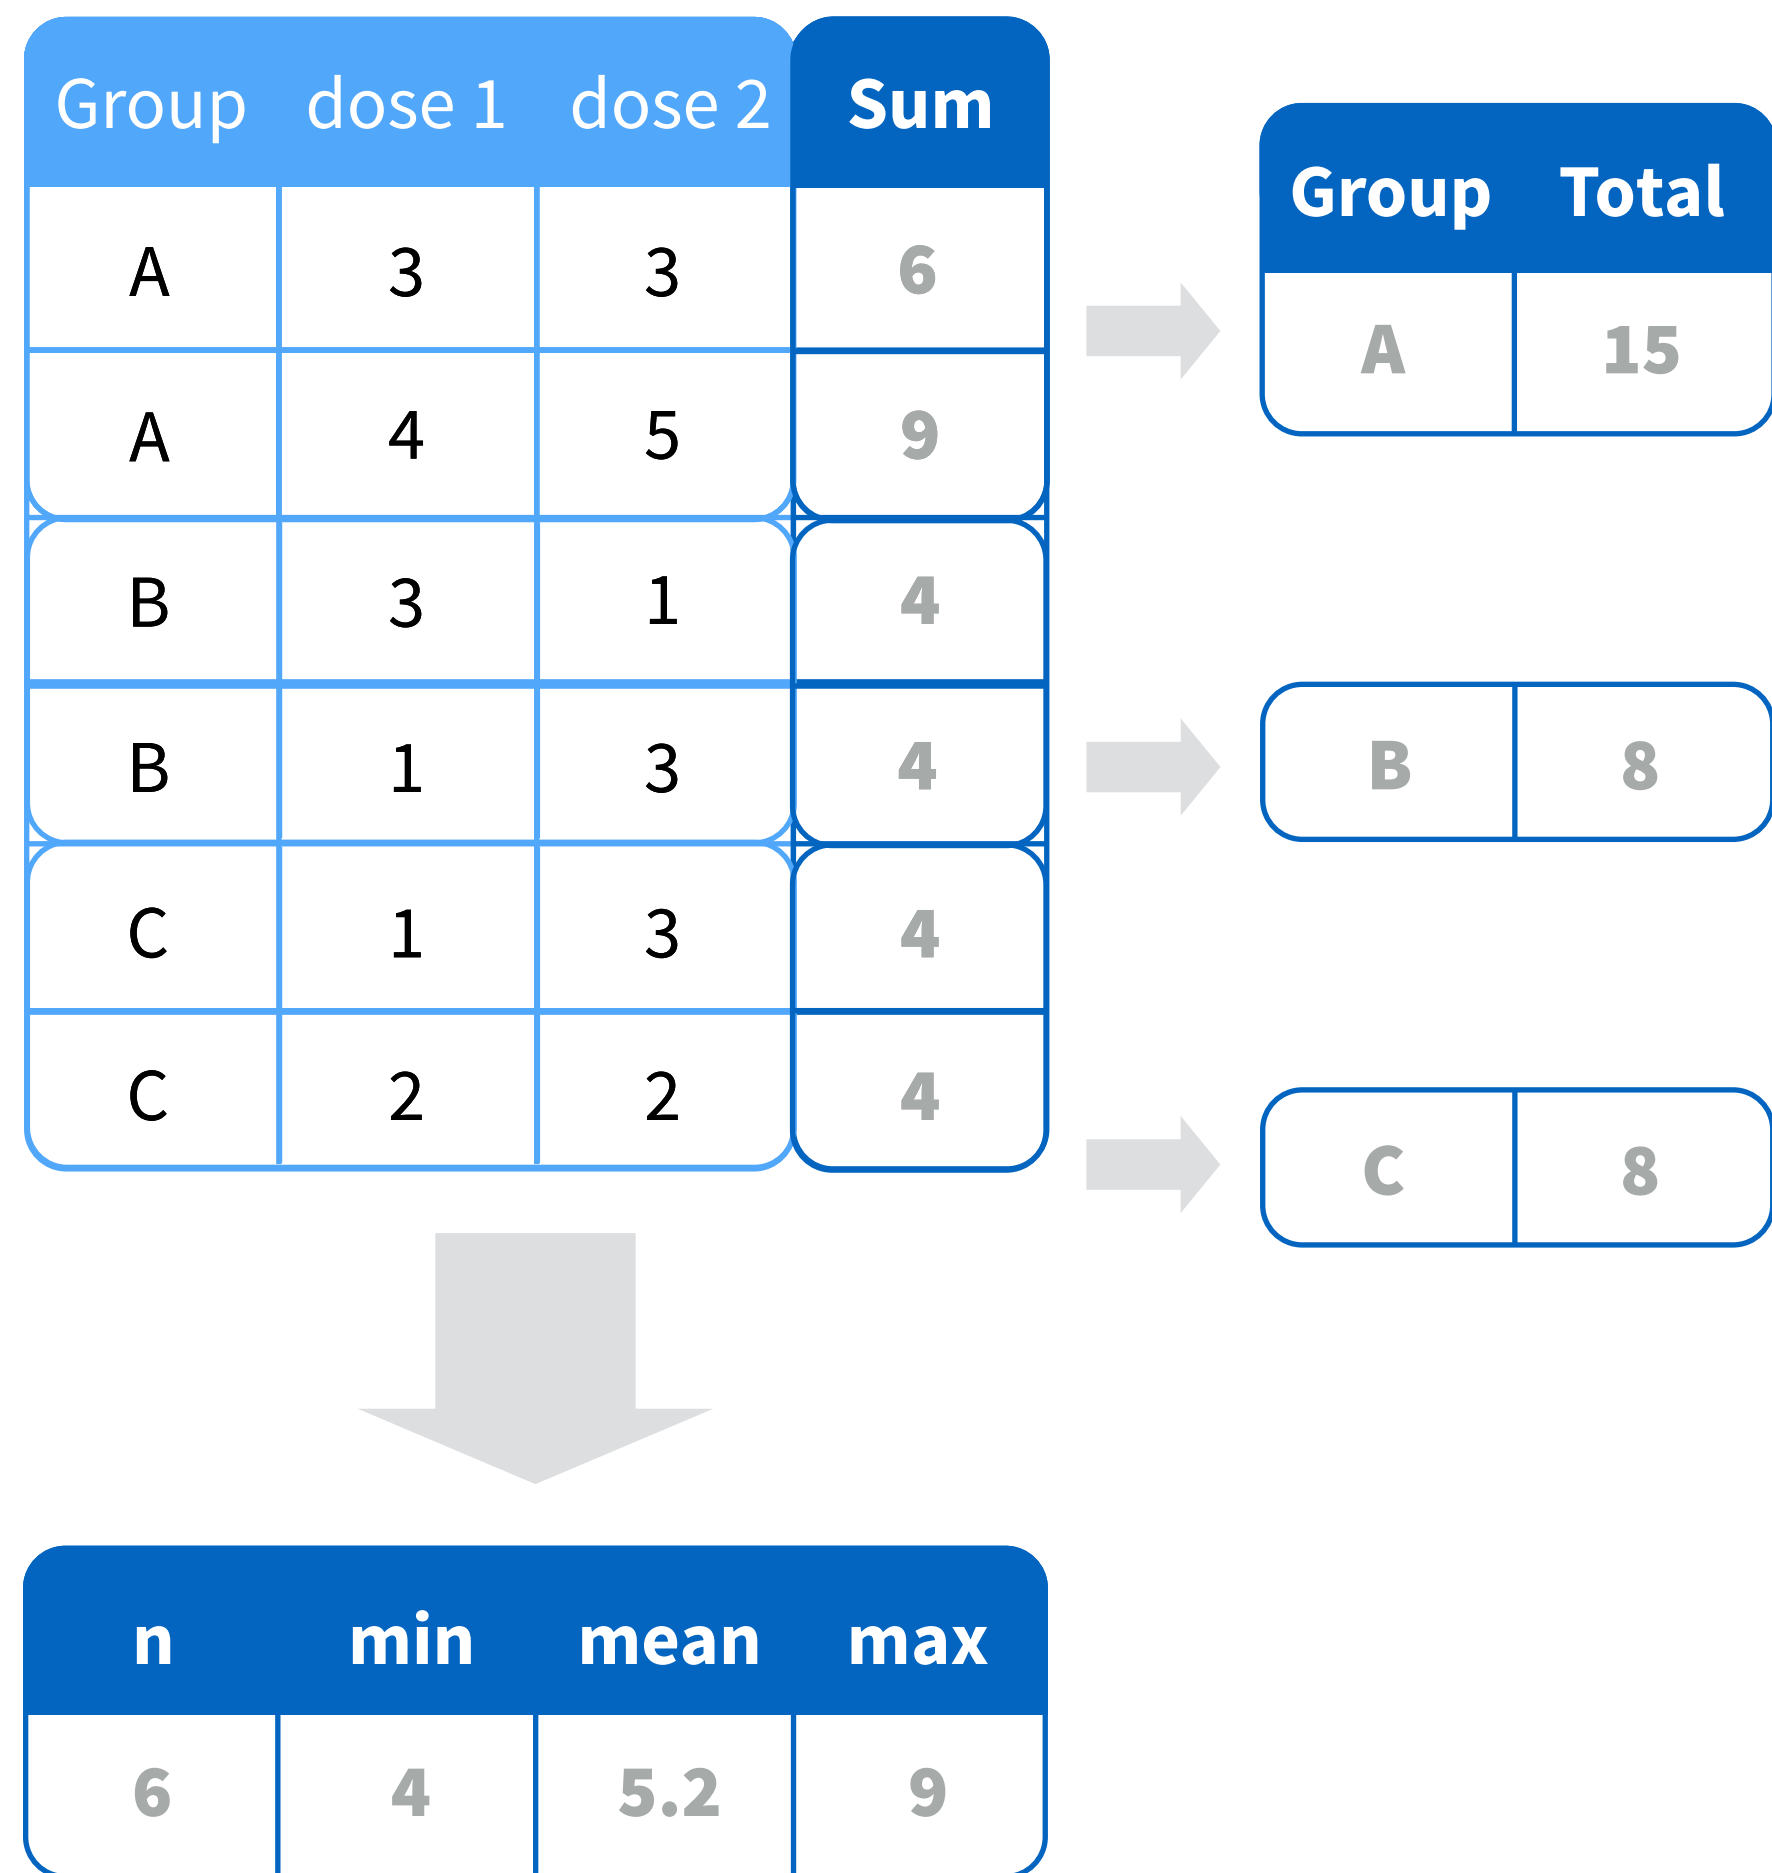 Group dose 1 dose 2 Sum
A 3 3 6
A 4 5 9
B 3 1 4
B 1 3 4
C 1 3 4
C 2 2 4
Group Total
A 15
B 8
C 8
n min mean max
6 4 5.2 9